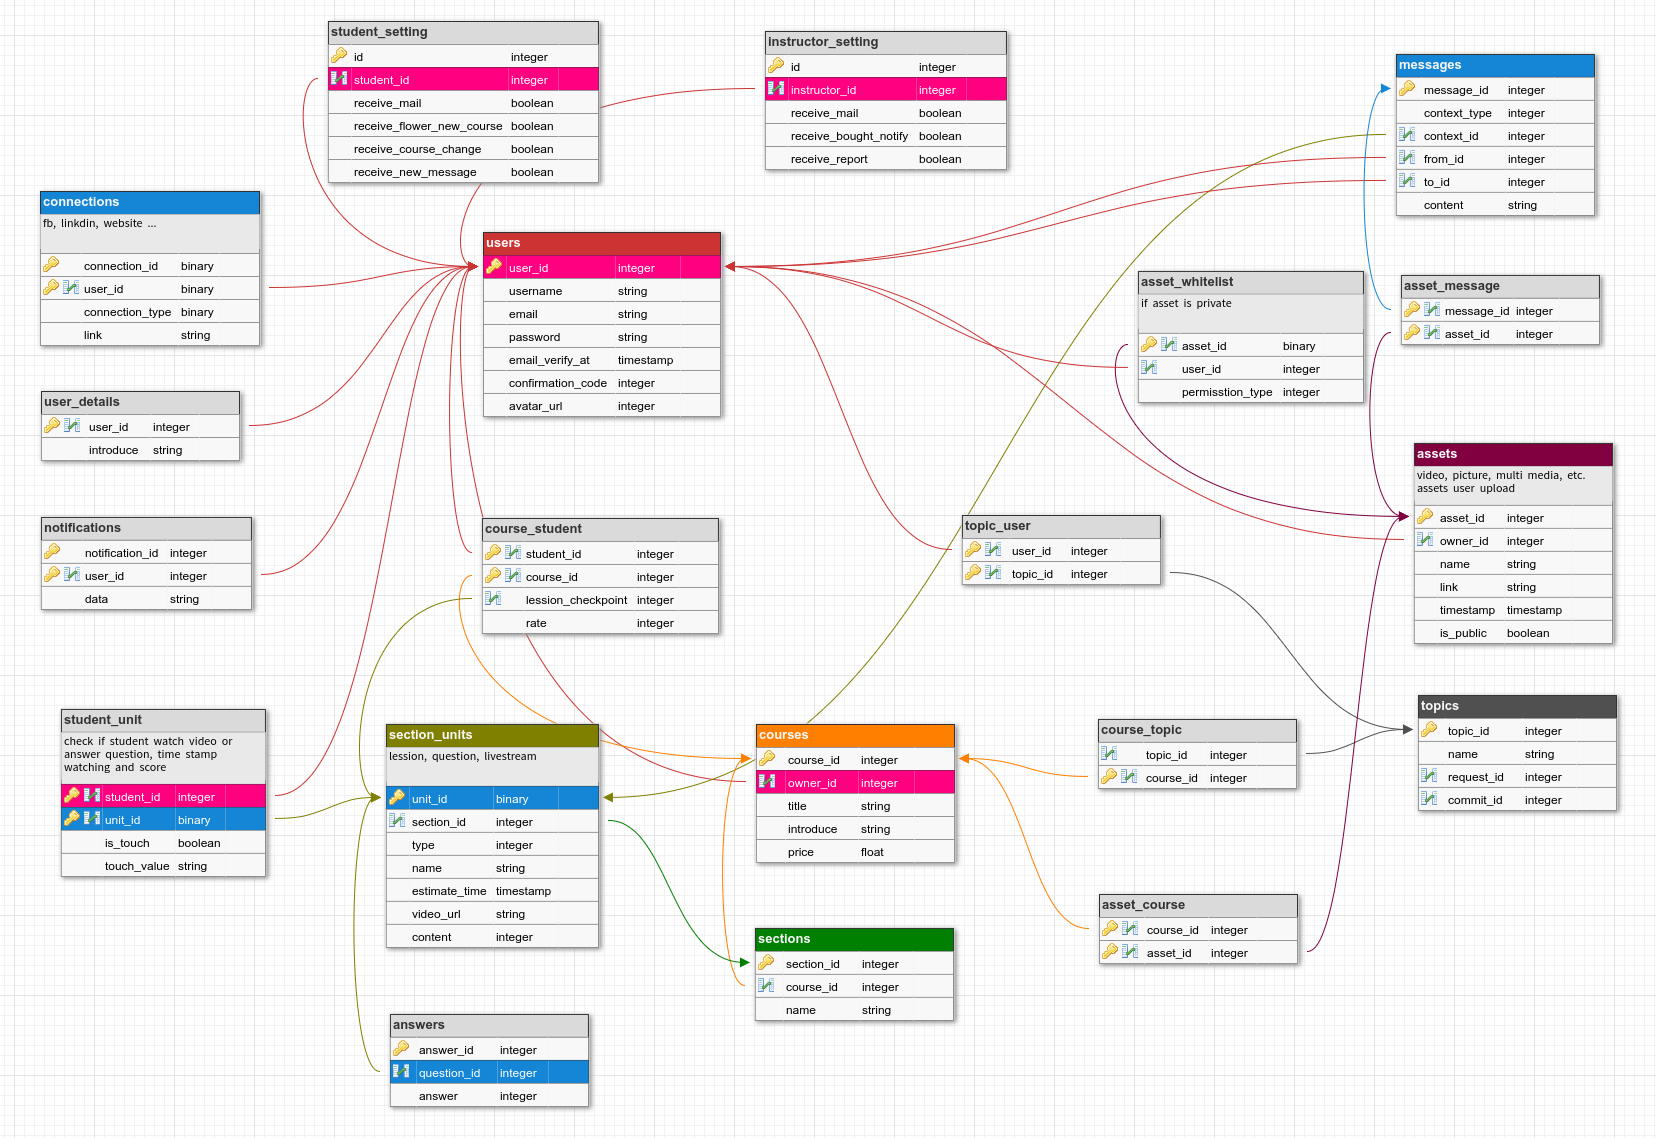 student_setting
id integer
student_id integer
receive_mail boolean
receive_flower_new_course boolean
receive_course_change boolean
receive_new_message boolean
instructor_setting
id integer
instructor_id integer
receive_mail boolean
receive_bought_notify boolean
receive_report boolean
messages
message_id integer
context_type integer
context_id integer
from_id integer
to_id integer
content string
connections
fb, linkdin, website ...
connection_id binary
user_id binary
connection_type binary
link string
users
user_id integer
username string
email string
password string
email_verify_at timestamp
confirmation_code integer
avatar_url integer
asset_whitelist
if asset is private
asset_id binary
user_id integer
permisstion_type integer
asset_message
message_id integer
asset_id integer
user_details
user_id integer
introduce string
assets
video, picture, multi media, etc.
assets user upload
asset_id integer
owner_id integer
name string
link string
timestamp timestamp
is_public boolean
notifications
notification_id integer
user_id integer
data string
course_student
student_id integer
course_id integer
lession_checkpoint integer
rate integer
topic_user
user_id integer
topic_id integer
student_unit
check if student watch video or
answer question, time stamp
watching and score
student_id integer
unit_id binary
is_touch boolean
touch_value string
section_units
lession, question, livestream
unit_id binary
section_id integer
type integer
name string
estimate_time timestamp
video_url string
content integer
courses
course_id integer
owner_id integer
title string
introduce string
price float
course_topic
topic_id integer
course_id integer
topics
topic_id integer
name string
request_id integer
commit_id integer
asset_course
course_id integer
asset_id integer
sections
section_id integer
course_id integer
name string
answers
answer_id integer
question_id integer
answer integer